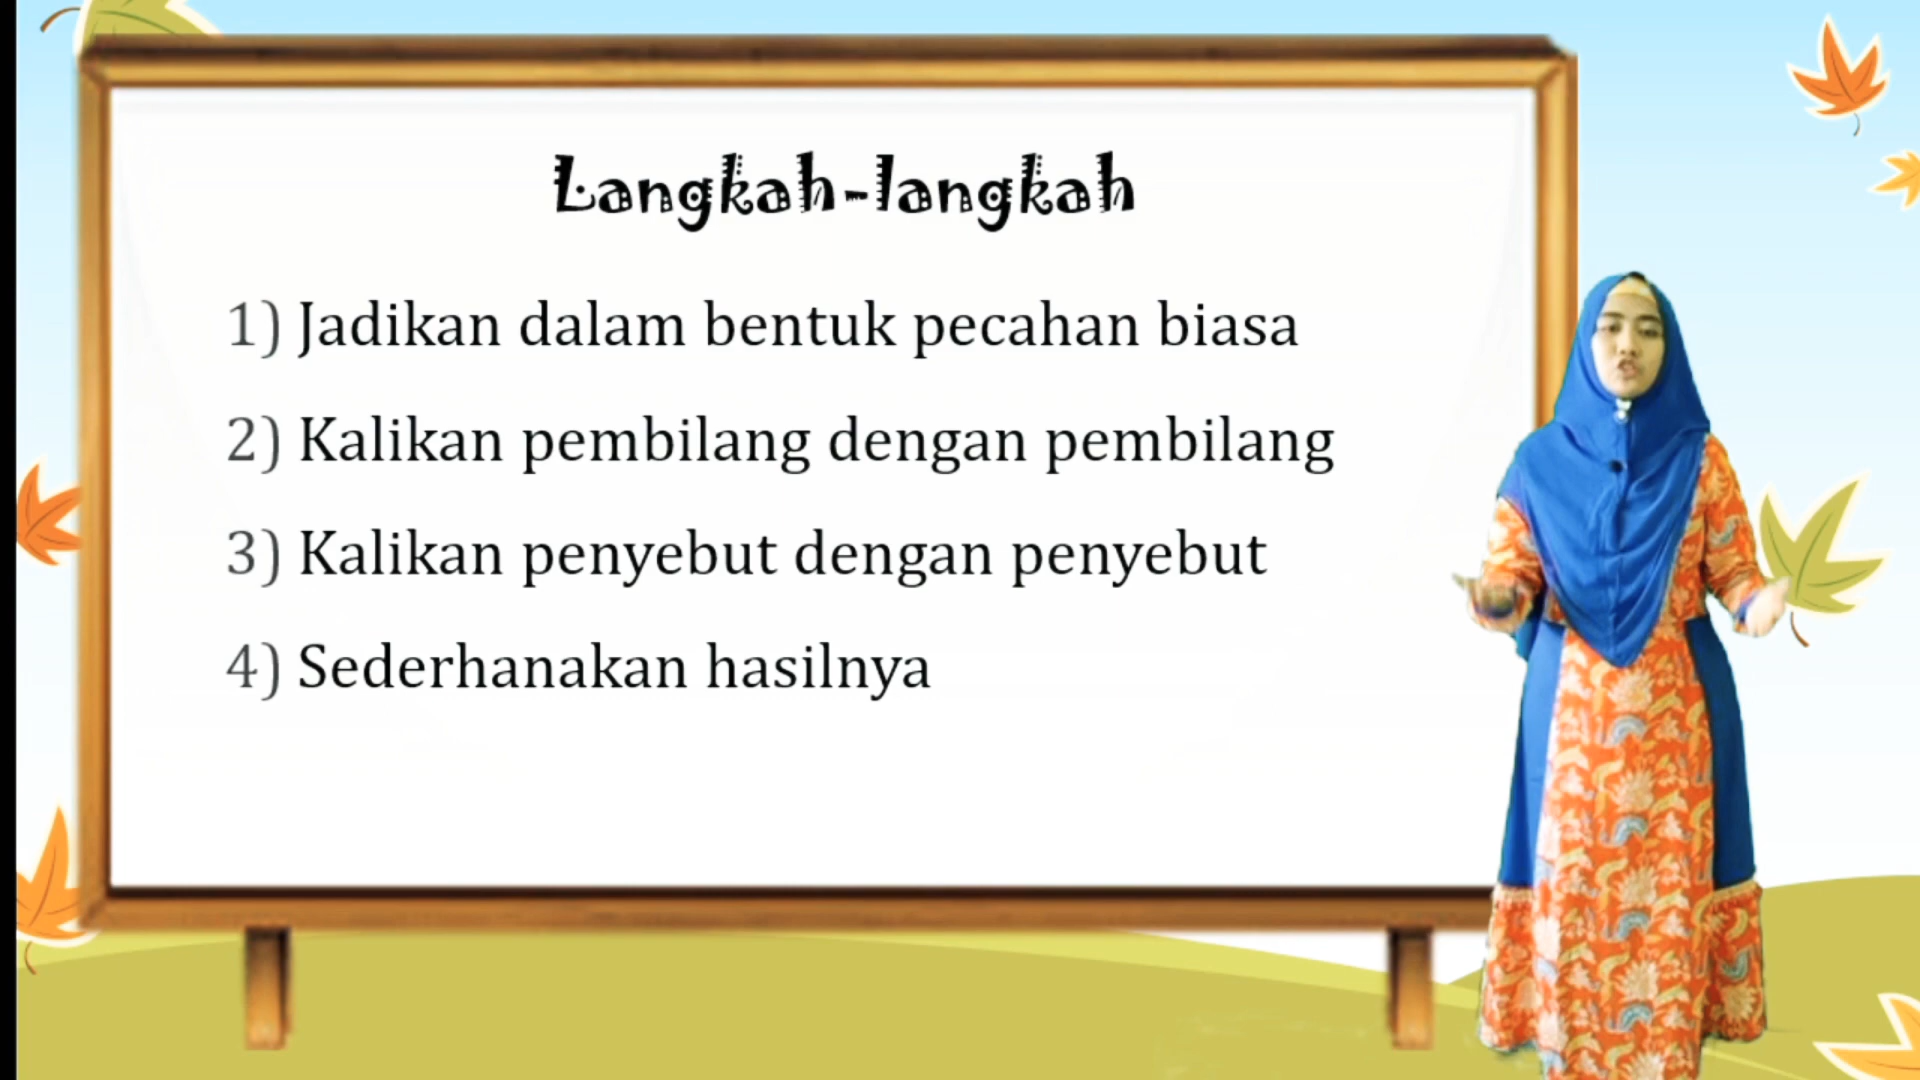 Langkah-langkah
1) Jadikan dalam bentuk pecahan biasa
2) Kalikan pembilang dengan pembilang
3) Kalikan penyebut dengan penyebut
4) Sederhanakan hasilnya